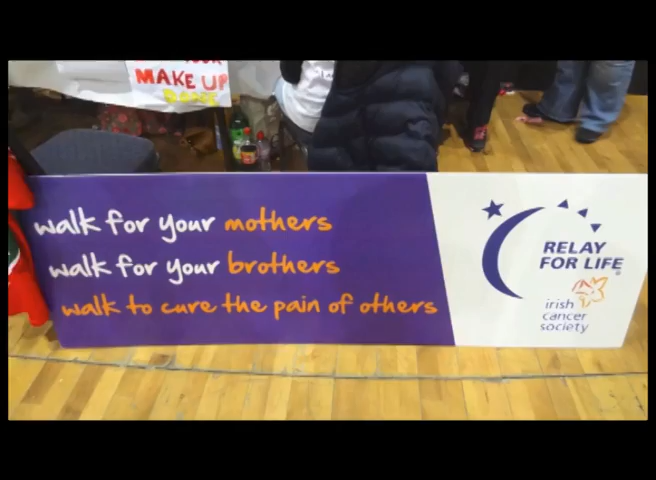 MAKE UP
walk for your mothers
walk for your brothers
walk to cure the pain of others
RELAY
FOR LIFE
irish
cancer
society